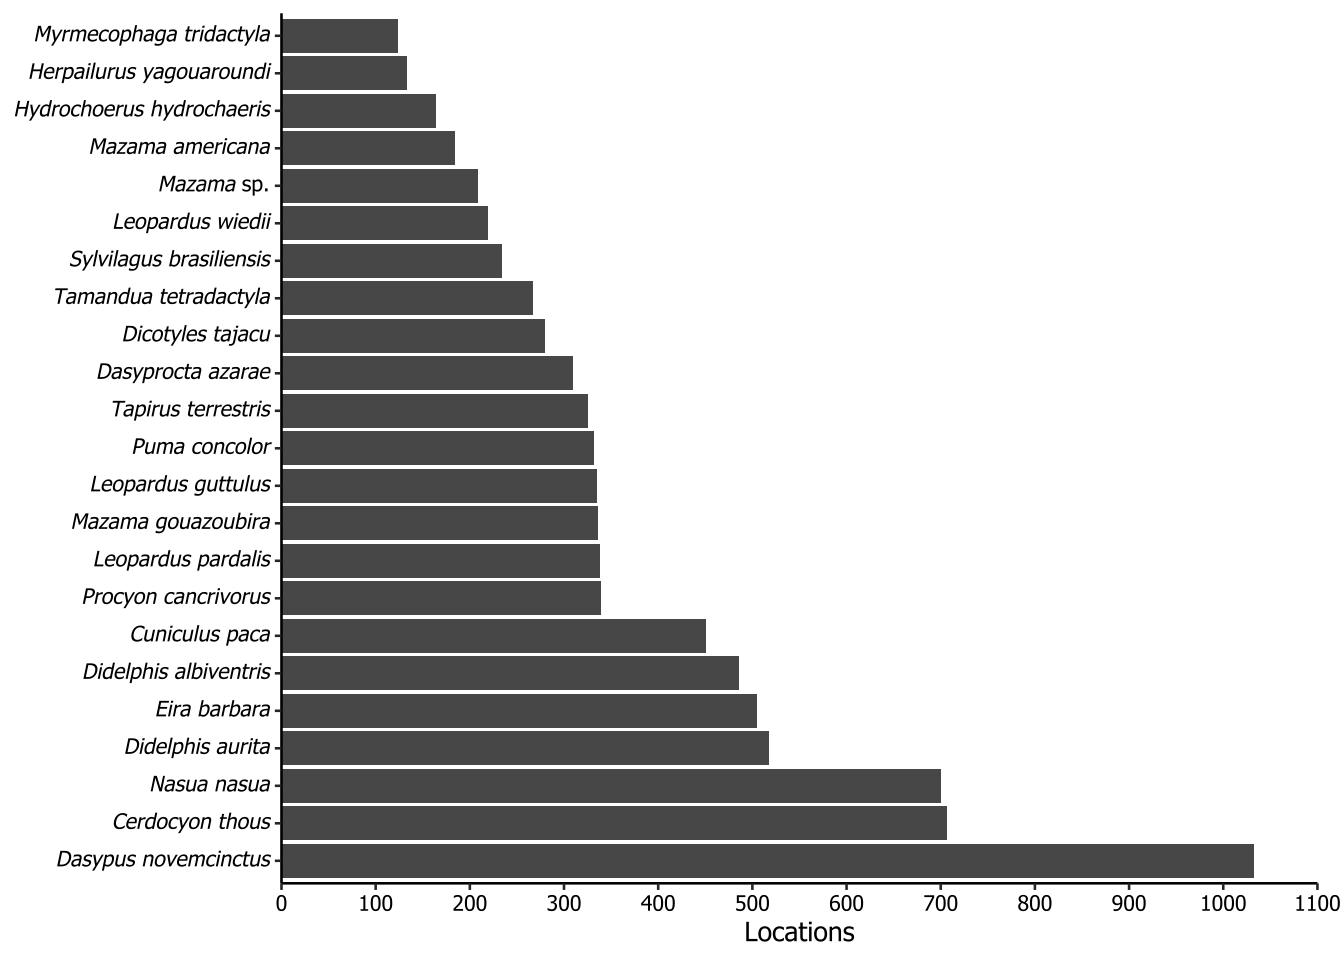 Myrmecophaga tridactyla
Herpailurus yagouaroundi
Hydrochoerus hydrochaeris
Mazama americana
Mazama sp.
Leopardus wiedii
Sylvilagus brasiliensis
Tamandua tetradactyla
Dicotyles tajacu
Dasyprocta azarae
Tapirus terrestris
Puma concolor
Leopardus guttulus
Mazama gouazoubira
Leopardus pardalis
Procyon cancrivorus
Cuniculus paca
Didelphis albiventris
Eira barbara
Didelphis aurita
Nasua nasua
Cerdocyon thous
Dasypus novemcinctus
0 100 200 300 400 500 600 700 800 900 1000 1100
Locations